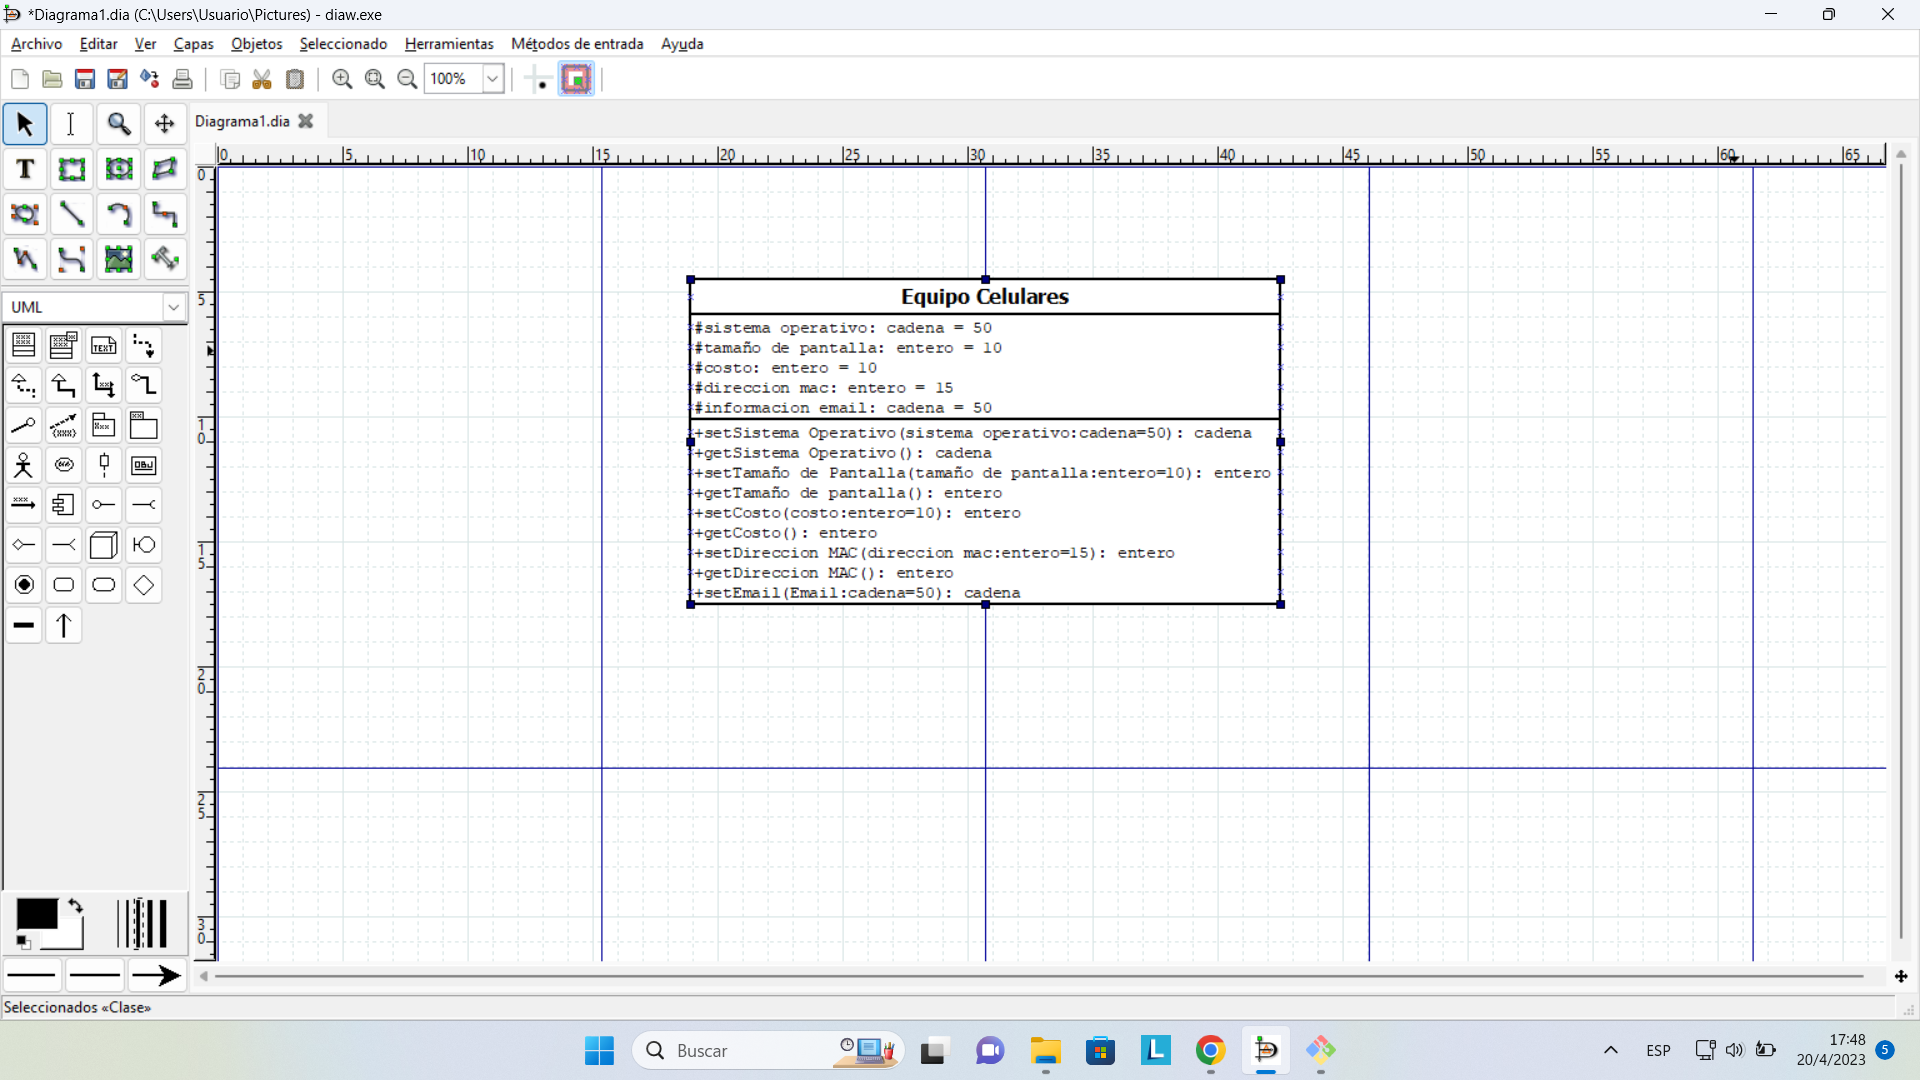 *Diagrama1.dia (C:\Users\Usuario\Pictures) - diaw.exe
Archivo Editar Ver Capas Objetos Seleccionado Herramientas Métodos de entrada Ayuda
100%
Diagrama1.dia
0 5 10 15 20 25 30 35 40 45 50 55 60 65
T
UML
TEXT
OBJ
0
5
10
15
20
25
30
Equipo Celulares
#sistema operativo: cadena = 50
#tamaño de pantalla: entero = 10
#costo: entero = 10
#direccion mac: entero = 15
#informacion email: cadena = 50
+setSistema Operativo(sistema operativo:cadena=50): cadena
+getSistema Operativo(): cadena
+setTamaño de Pantalla(tamaño de pantalla:entero=10): entero
+getTamaño de pantalla(): entero
+setCosto(costo:entero=10): entero
+getCosto(): entero
+setDireccion MAC(direccion mac:entero=15): entero
+getDireccion MAC(): entero
+setEmail(Email:cadena=50): cadena
Seleccionados «Clase»
Buscar
L
ESP
17:48
20/4/2023
5